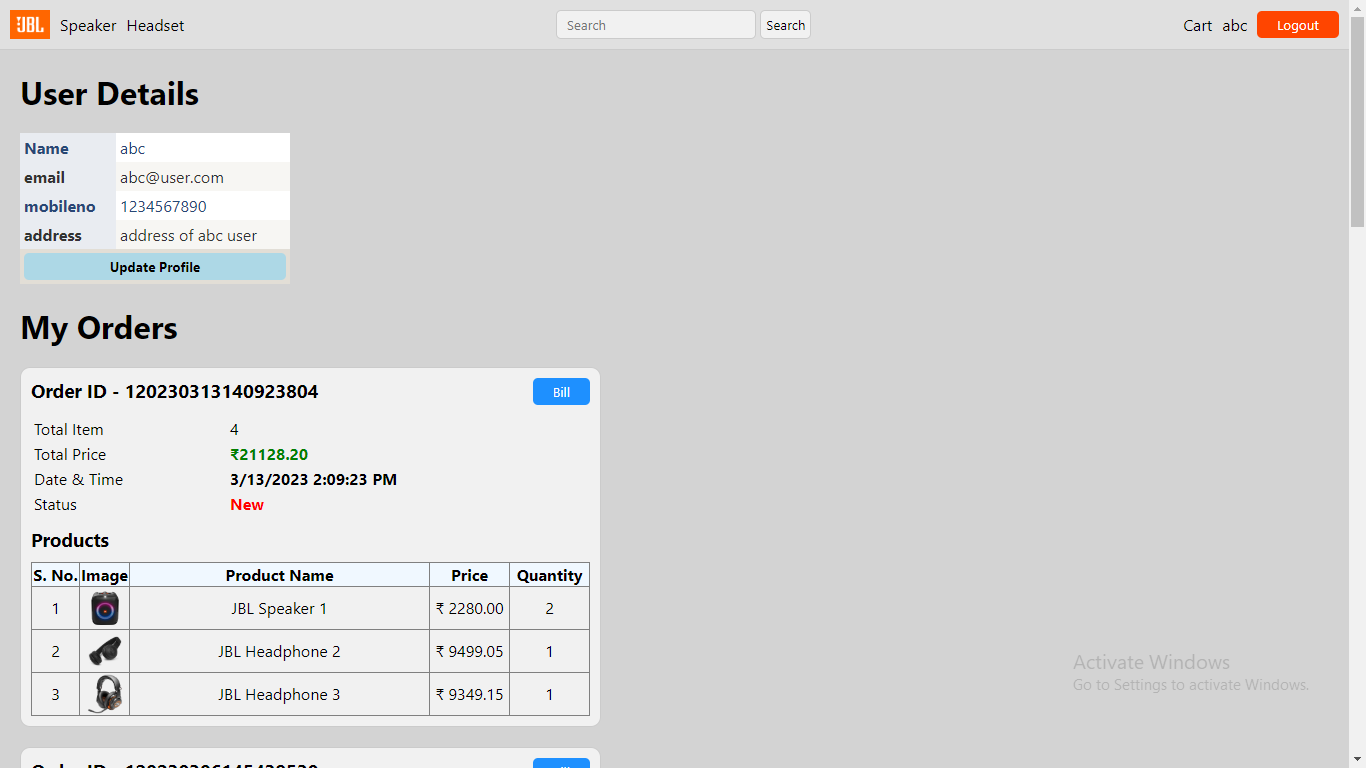 JBL Speaker Headset Search Search Cart abc Logout
User Details
Name abc
email abc@user.com
mobileno 1234567890
address address of abc user
Update Profile
My Orders
Order ID - 120230313140923804 Bill
Total Item 4
Total Price ₹21128.20
Date & Time 3/13/2023 2:09:23 PM
Status New
Products
S. No. Image Product Name Price Quantity
1 JBL Speaker 1 ₹ 2280.00 2
2 JBL Headphone 2 ₹ 9499.05 1
3 JBL Headphone 3 ₹ 9349.15 1
Activate Windows
Go to Settings to activate Windows.
Order ID -